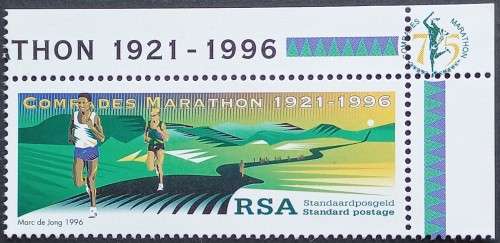 THON 1921-1996
COMRADES MARATHON
75
COMRADES MARATHON 1921-1996
RSA
Standaardposgeld
Standard postage
Marc de Jong 1996